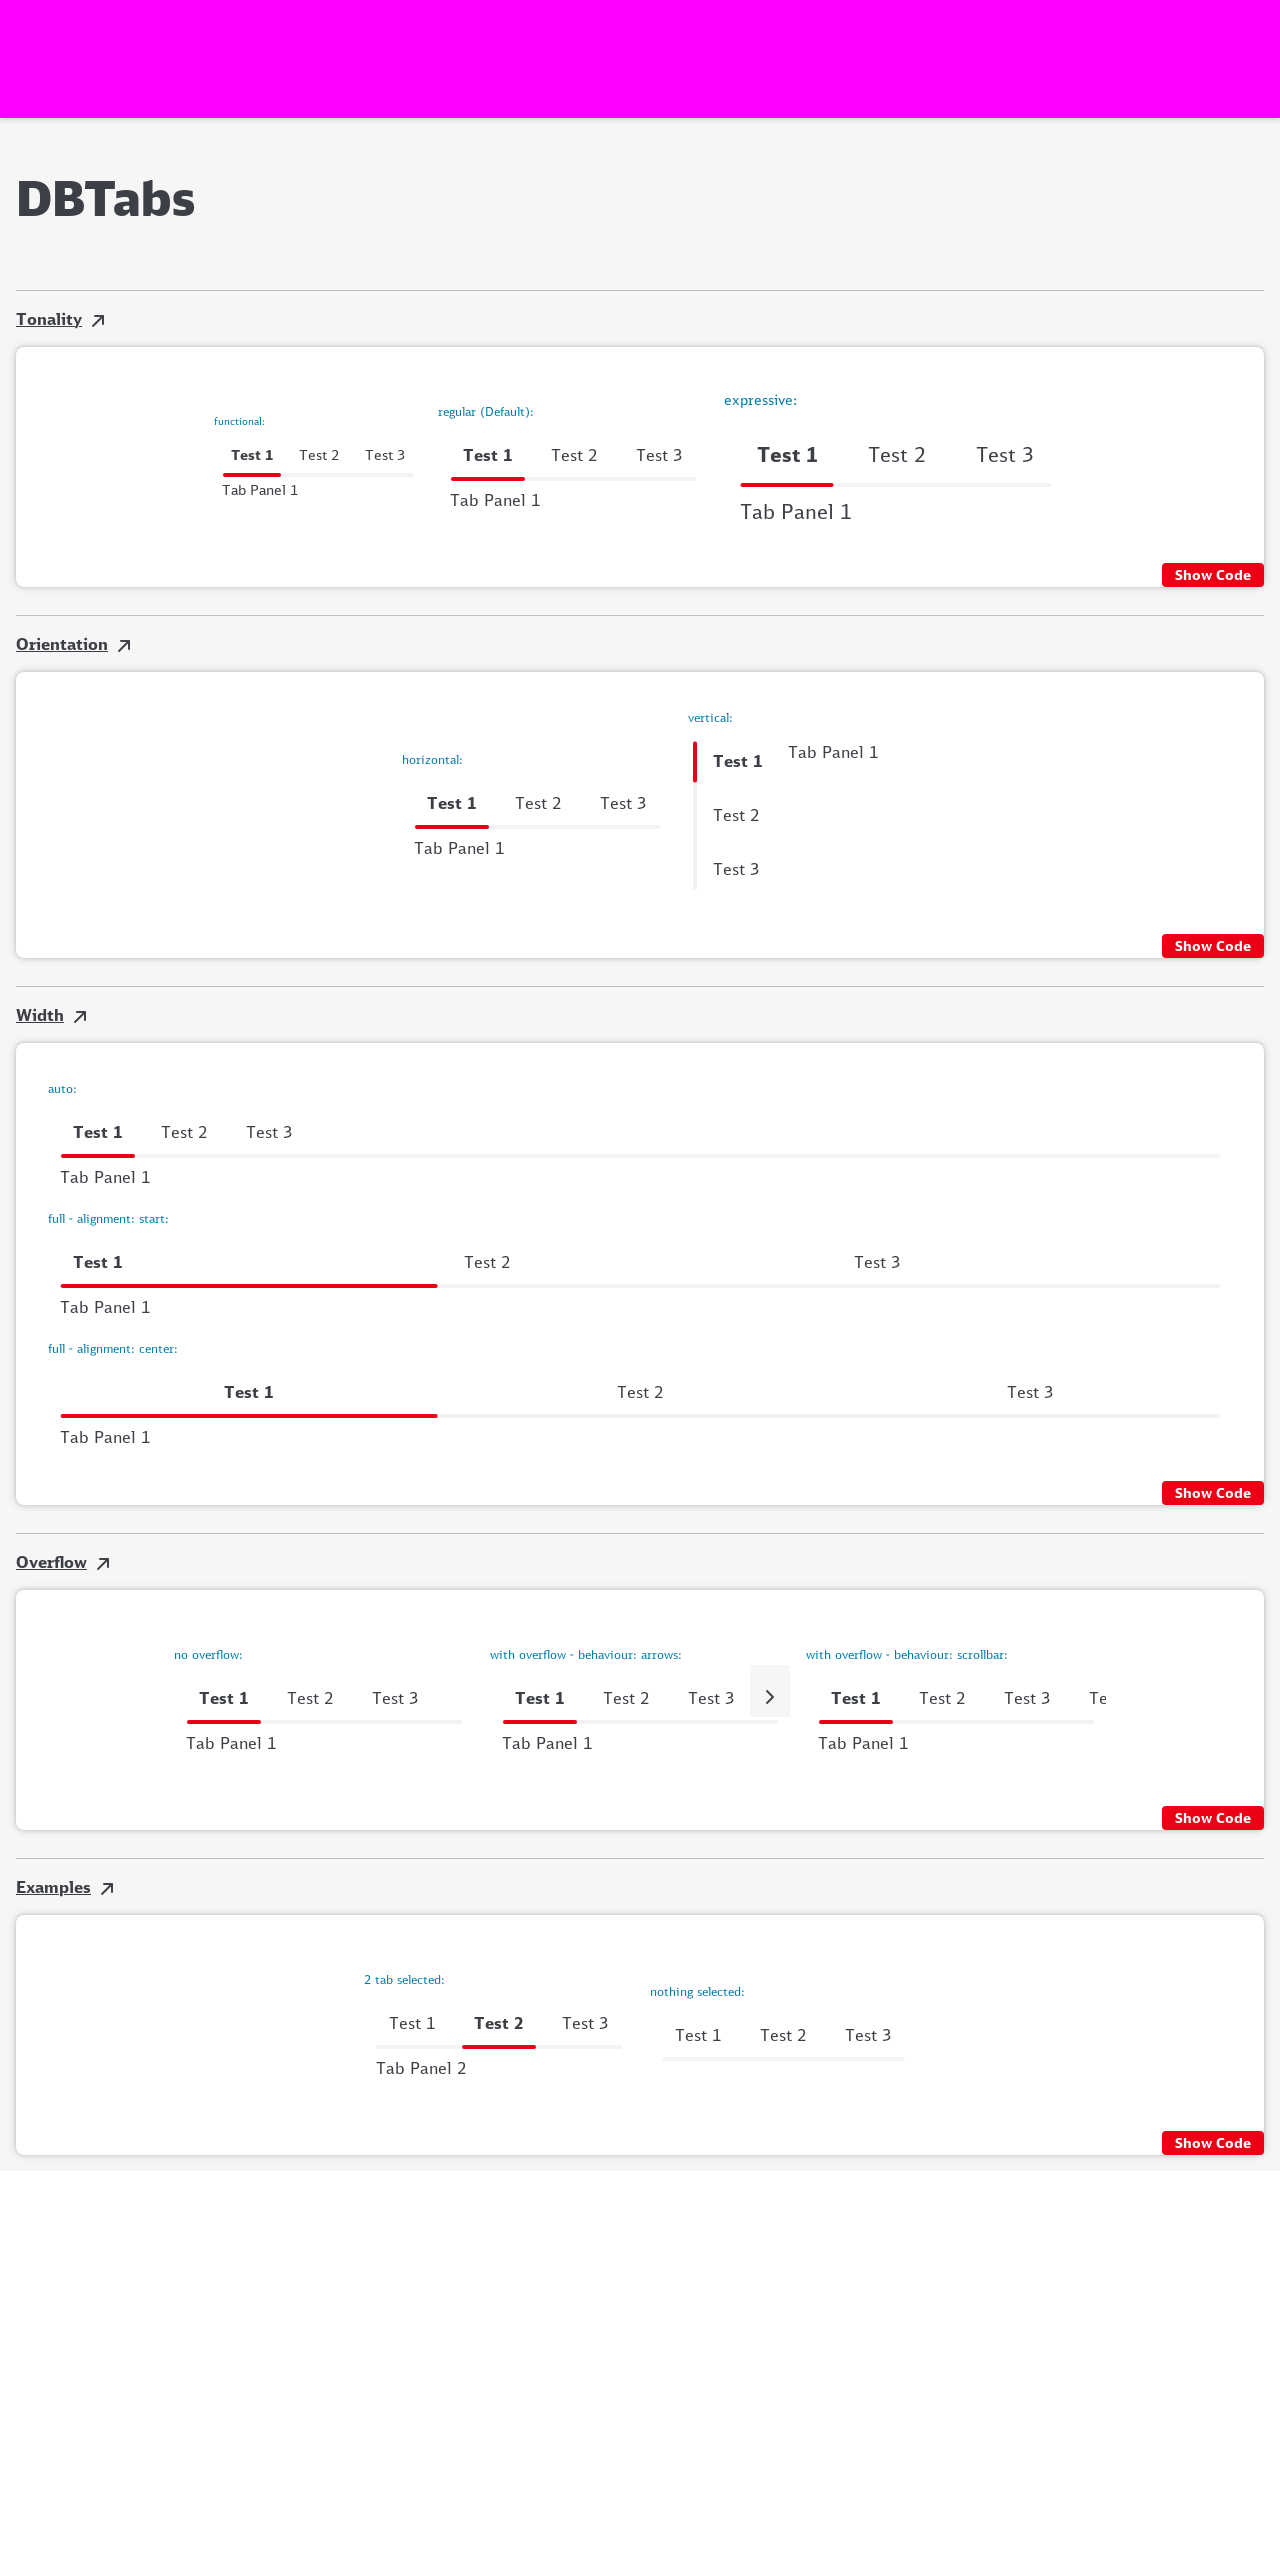 DBTabs
Tonality
functional:
Test 1 Test 2 Test 3
Tab Panel 1
regular (Default):
Test 1 Test 2 Test 3
Tab Panel 1
expressive:
Test 1 Test 2 Test 3
Tab Panel 1
Show Code
Orientation
horizontal:
Test 1 Test 2 Test 3
Tab Panel 1
vertical:
Test 1 Tab Panel 1
Test 2
Test 3
Show Code
Width
auto:
Test 1 Test 2 Test 3
Tab Panel 1
full - alignment: start:
Test 1 Test 2 Test 3
Tab Panel 1
full - alignment: center:
Test 1 Test 2 Test 3
Tab Panel 1
Show Code
Overflow
no overflow:
Test 1 Test 2 Test 3
Tab Panel 1
with overflow - behaviour: arrows:
Test 1 Test 2 Test 3
Tab Panel 1
with overflow - behaviour: scrollbar:
Test 1 Test 2 Test 3 Te
Tab Panel 1
Show Code
Examples
2 tab selected:
Test 1 Test 2 Test 3
Tab Panel 2
nothing selected:
Test 1 Test 2 Test 3
Show Code